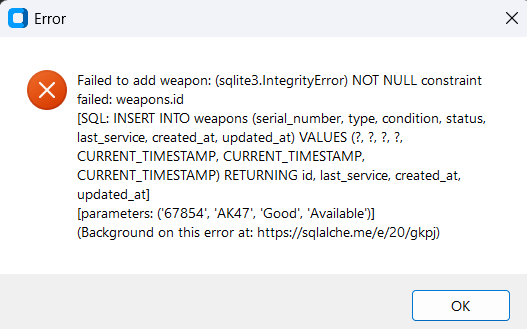 Error
Failed to add weapon: (sqlite3.IntegrityError) NOT NULL constraint
failed: weapons.id
[SQL: INSERT INTO weapons (serial_number, type, condition, status,
last_service, created_at, updated_at) VALUES (?, ?, ?, ?,
CURRENT_TIMESTAMP, CURRENT_TIMESTAMP,
CURRENT_TIMESTAMP) RETURNING id, last_service, created_at,
updated_at]
[parameters: ('67854', 'AK47', 'Good', 'Available')]
(Background on this error at: https://sqlalche.me/e/20/gkpj)
OK